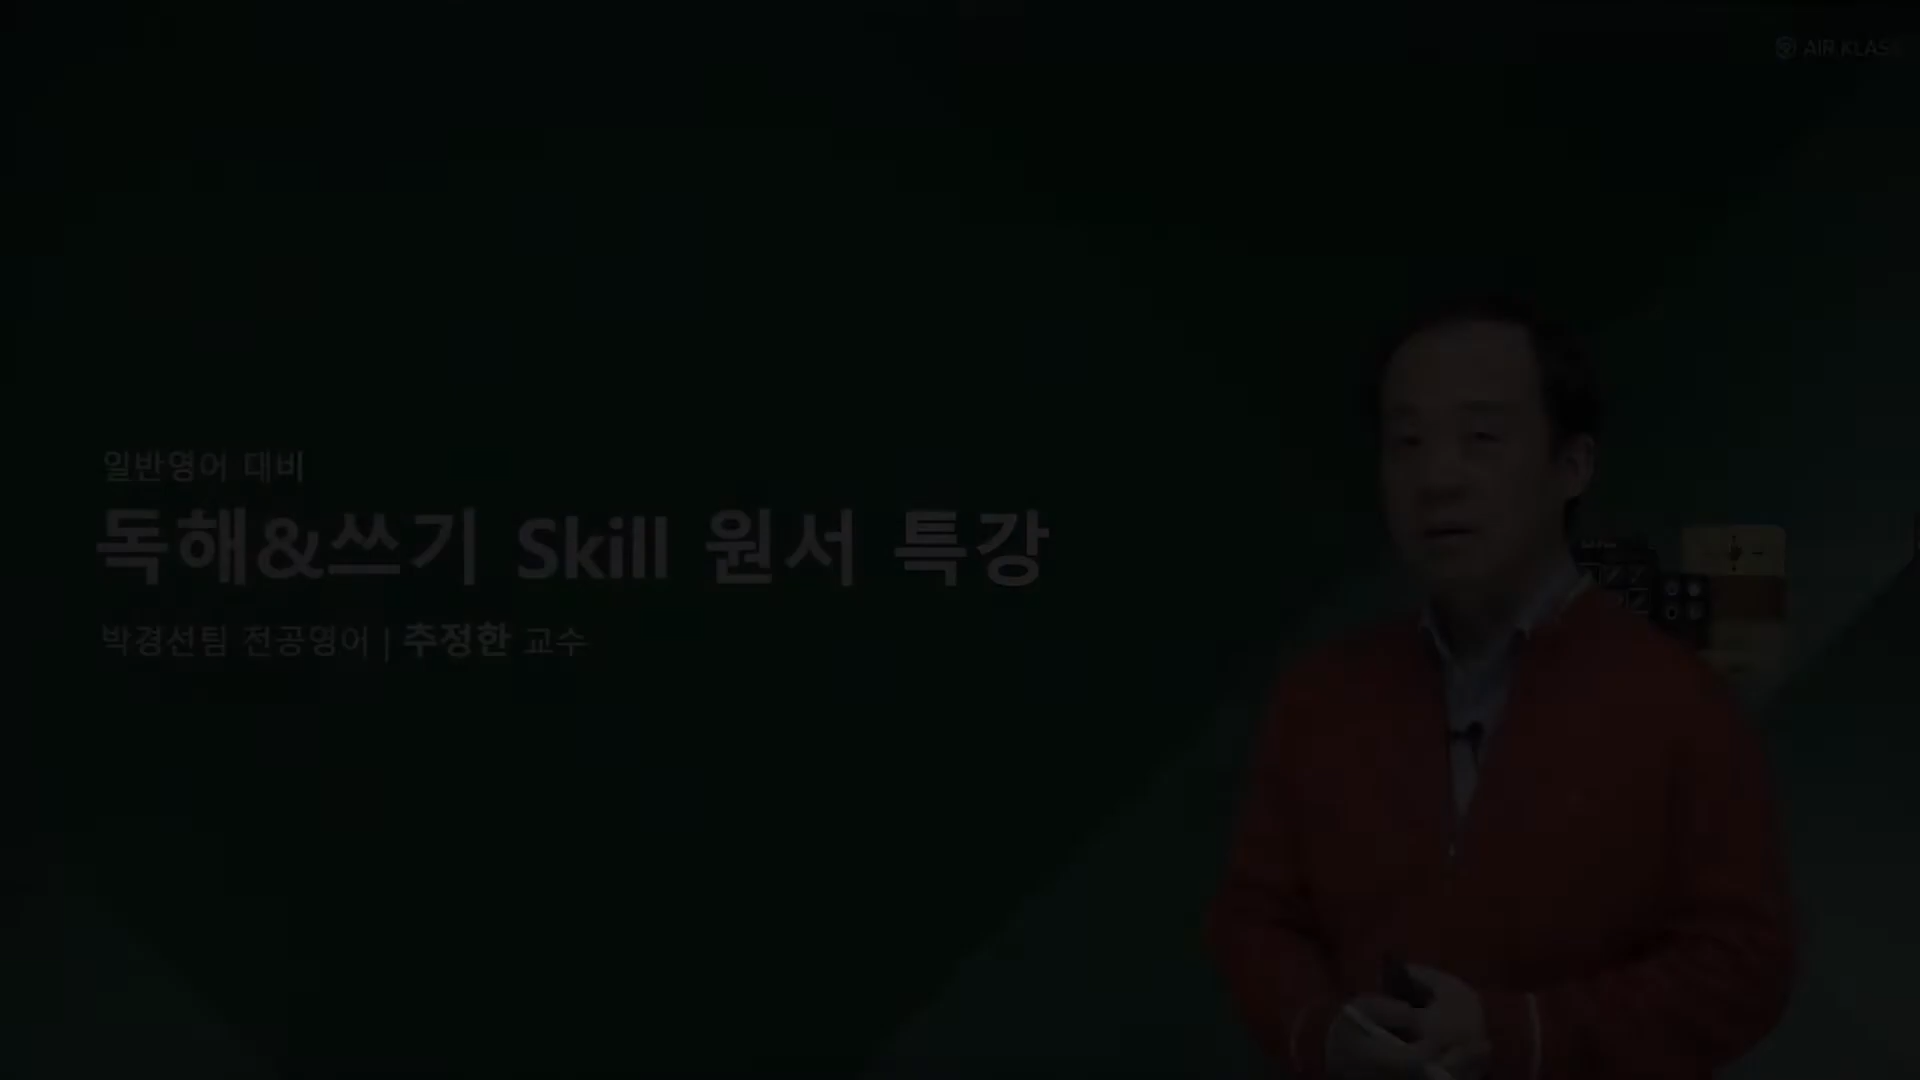 AIR KLAS
일반영어 대비
독해&쓰기 Skill 원서 특강
박경선팀 전공영어 | 추정한 교수